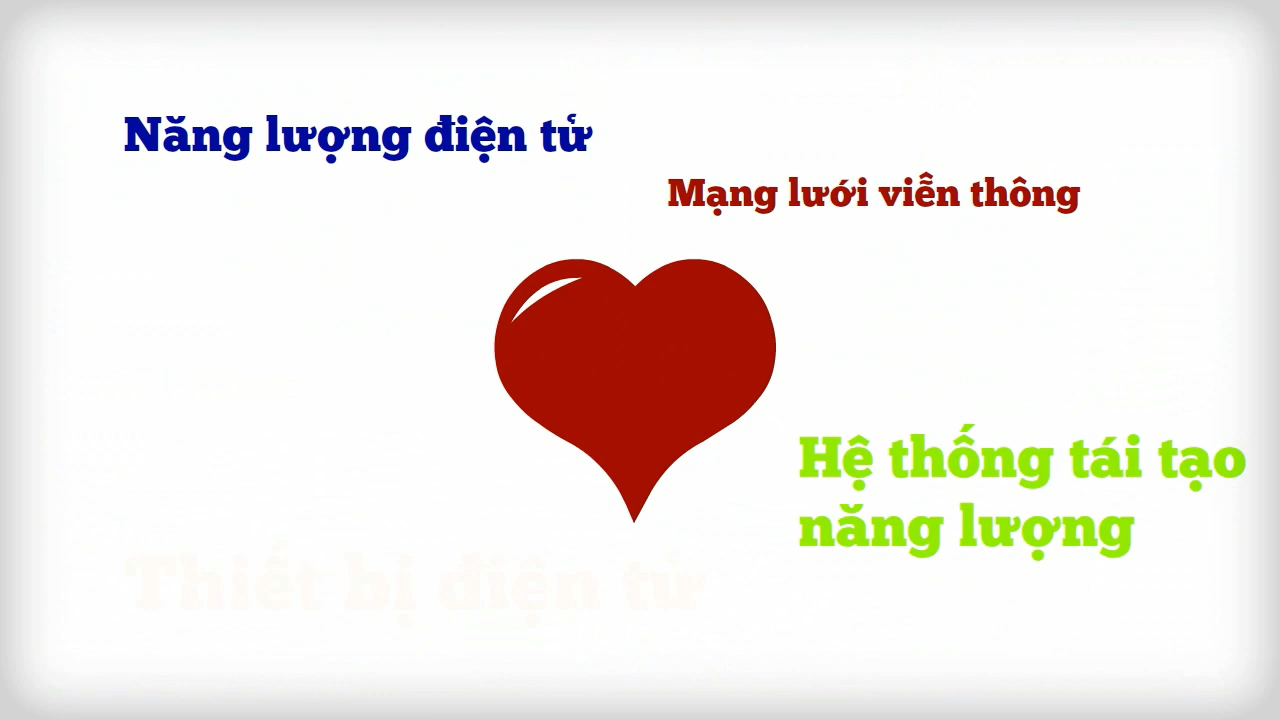 Năng lượng điện tử
Mạng lưới viễn thông
Hệ thống tái tạo
năng lượng
Thiết bị điện tử